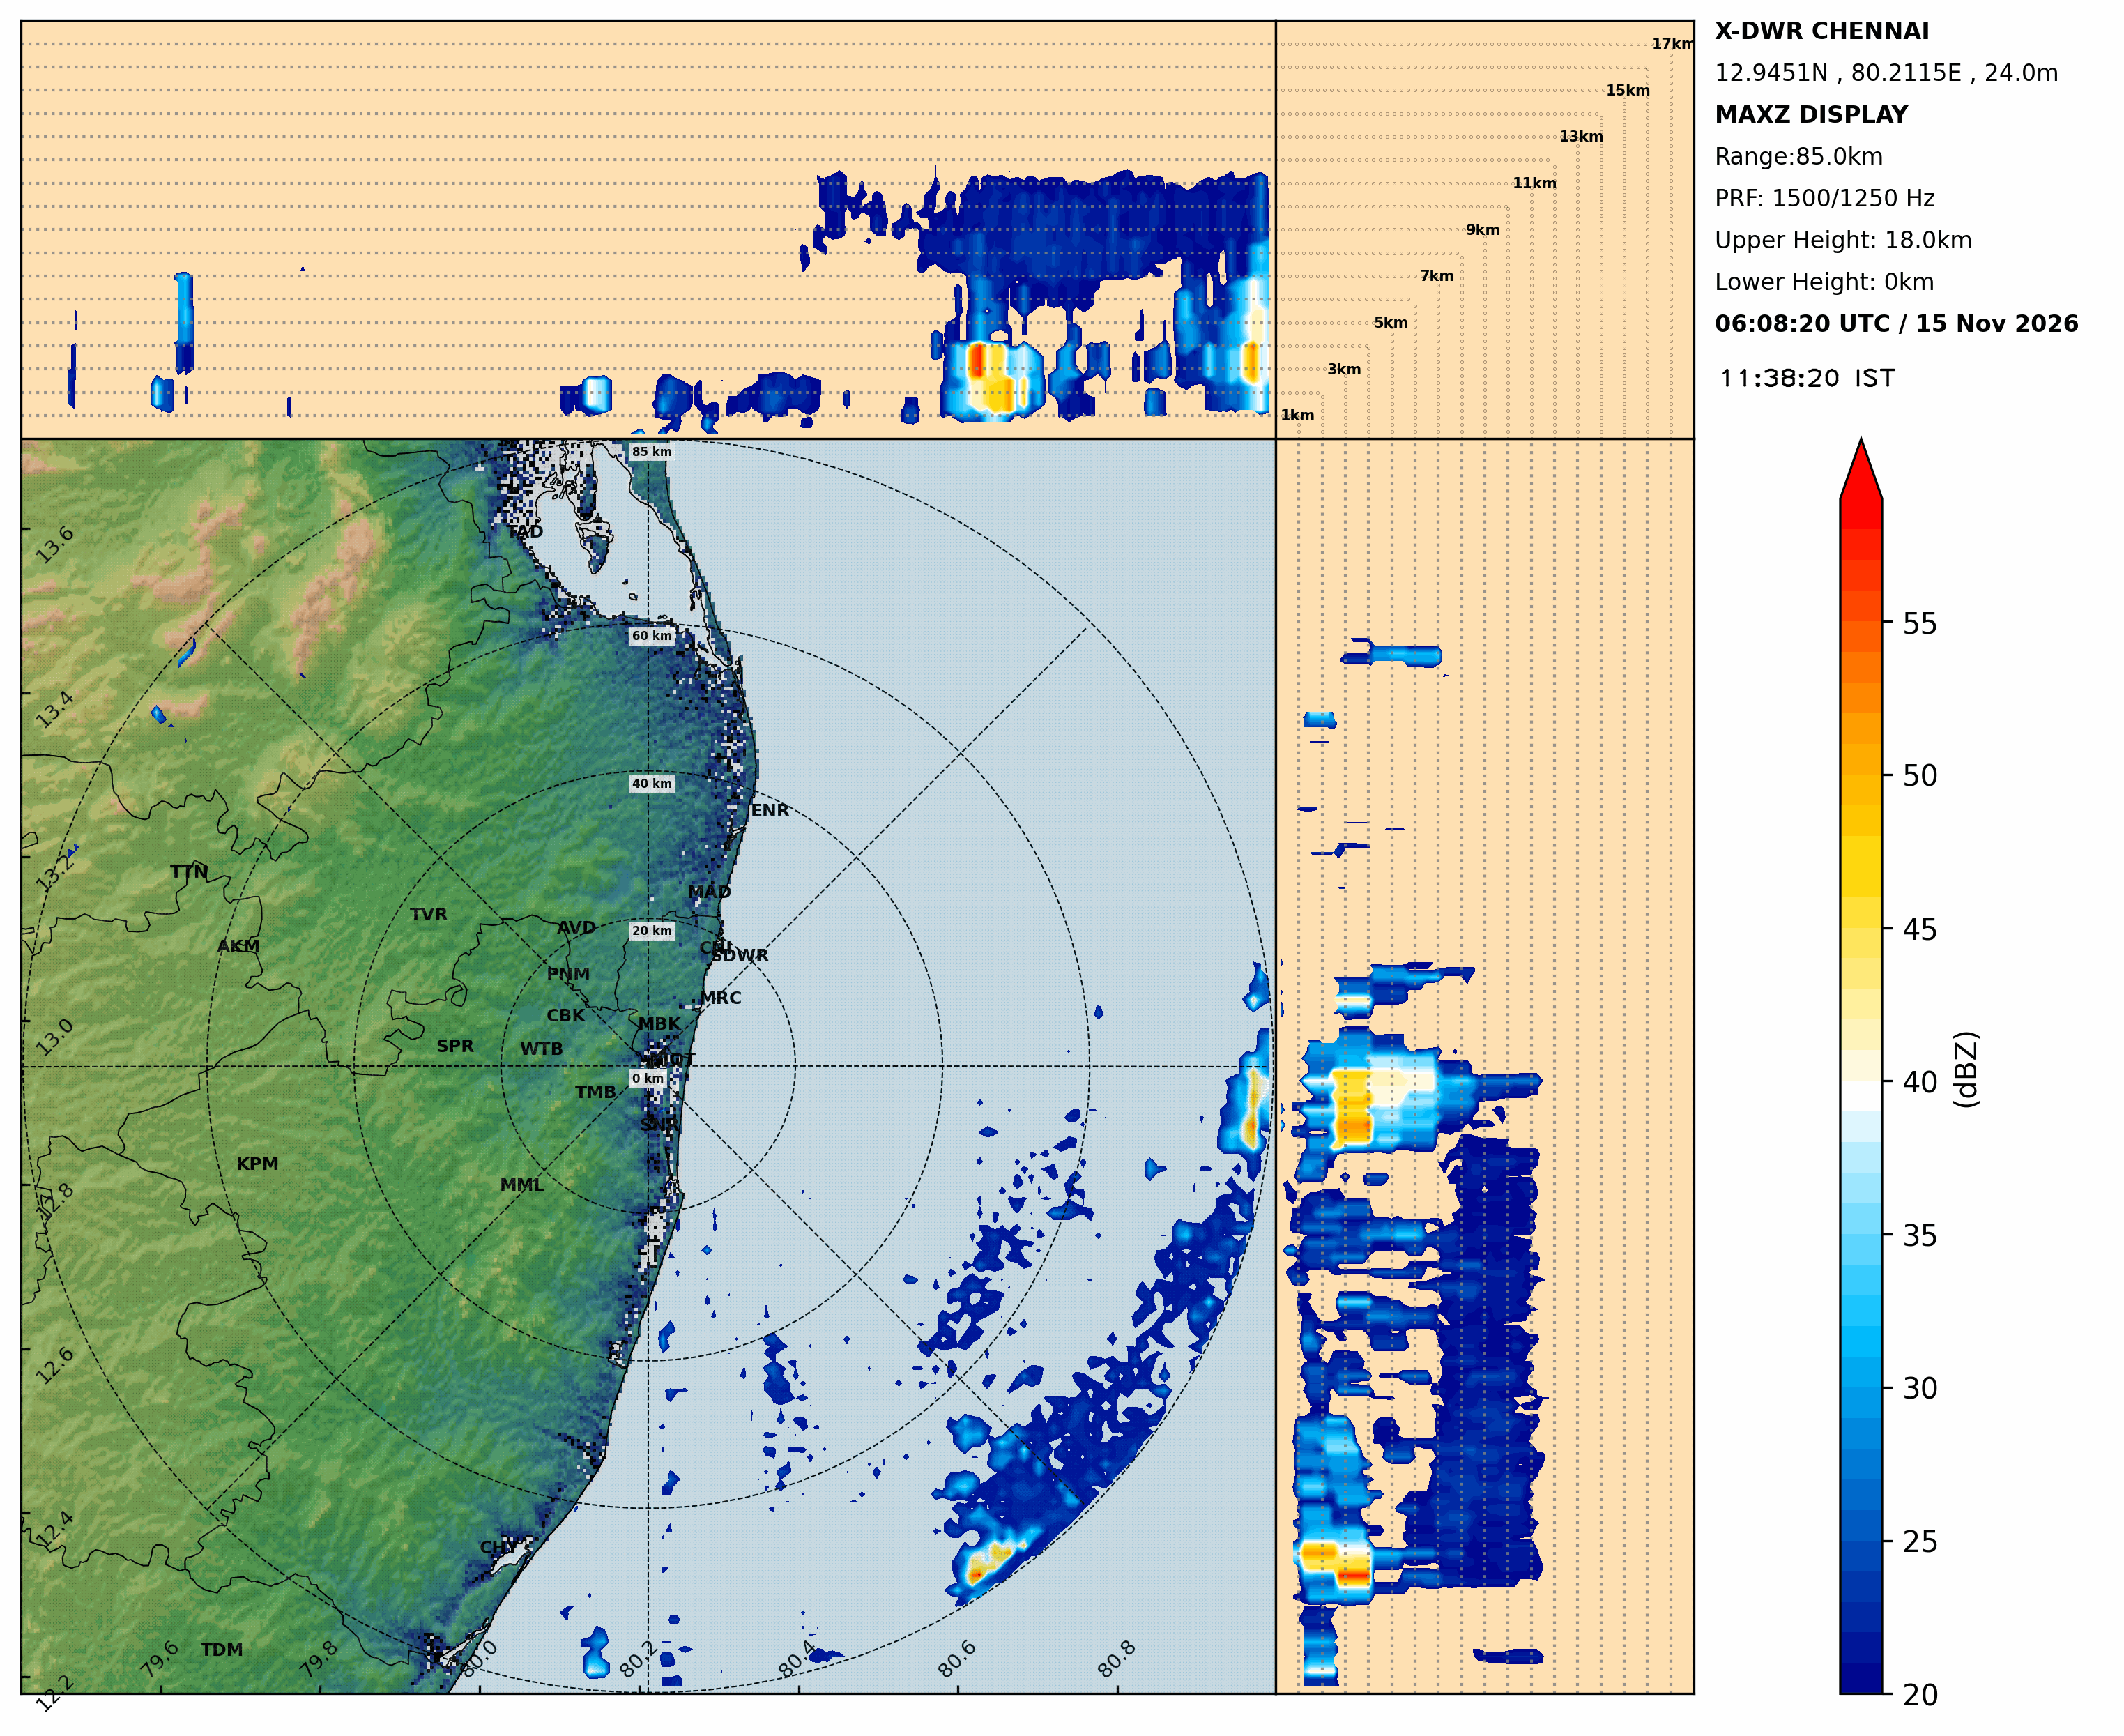 X-DWR CHENNAI
12.9451N , 80.2115E , 24.0m
MAXZ DISPLAY
Range:85.0km
PRF: 1500/1250 Hz
Upper Height: 18.0km
Lower Height: 0km
06:08:20 UTC / 15 Nov 2026
11:38:20 IST
17km
15km
13km
11km
9km
7km
5km
3km
1km
85 km
TAD
13.6
60 km
13.4
40 km
ENR
13.2
TTN
MAD
TVR
AVD
20 km
AKM
SDWR
PNM
MRC
CBK
MBK
13.0
SPR
WTB
0 km
TMB
SNR
KPM
MML
12.8
12.6
12.4
CHY
TDM
12.2
79.6
79.8
80.0
80.2
80.4
80.6
80.8
55
50
45
40
35
30
25
20
(dBZ)